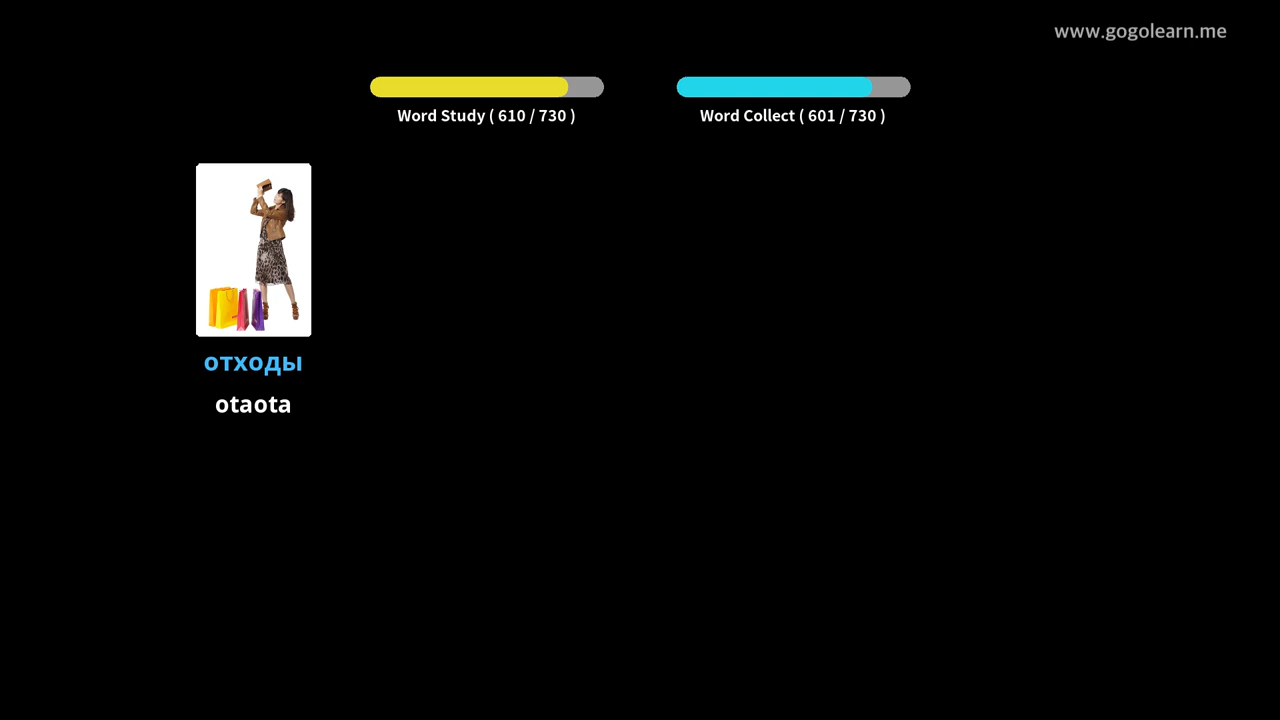 www.gogolearn.me
Word Study ( 610 / 730 )
Word Collect ( 601 / 730 )
отходы
otaota